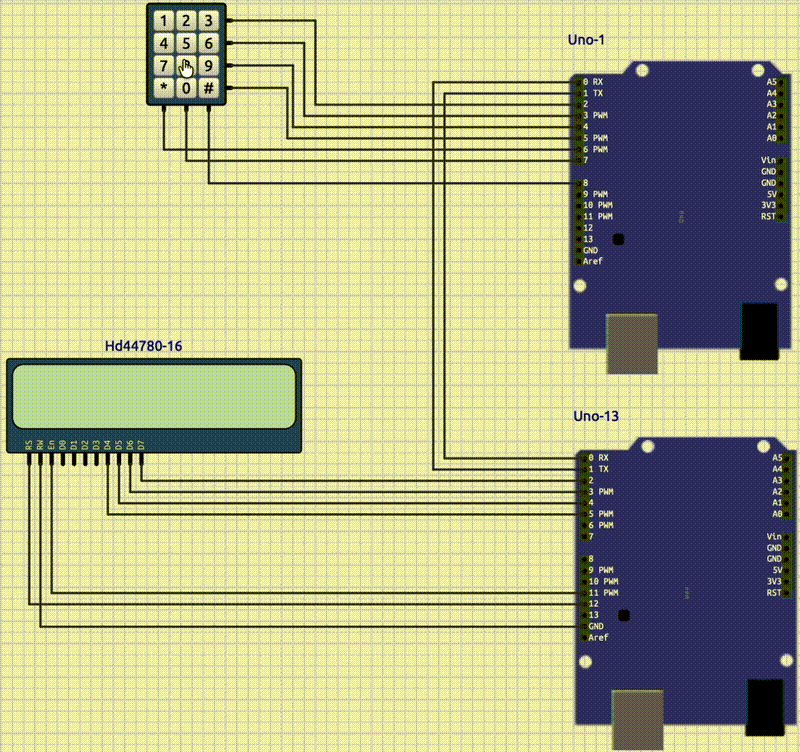 1 2 3
4 5 6
7 9
* 0 #
Uno-1
0 RX
1 TX
2
3 PWM
4
5 PWM
6 PWM
7
8
9 PWM
10 PWM
11 PWM
12
13
GND
Aref
A5
A4
A3
A2
A1
A0
Vin
GND
GND
5V
3V3
RST
Hd44780-16
RS RW En D0 D1 D2 D3 D4 D5 D6 D7
Uno-13
0 RX
1 TX
2
3 PWM
4
5 PWM
6 PWM
7
8
9 PWM
10 PWM
11 PWM
12
13
GND
Aref
A5
A4
A3
A2
A1
A0
Vin
GND
GND
5V
3V3
RST